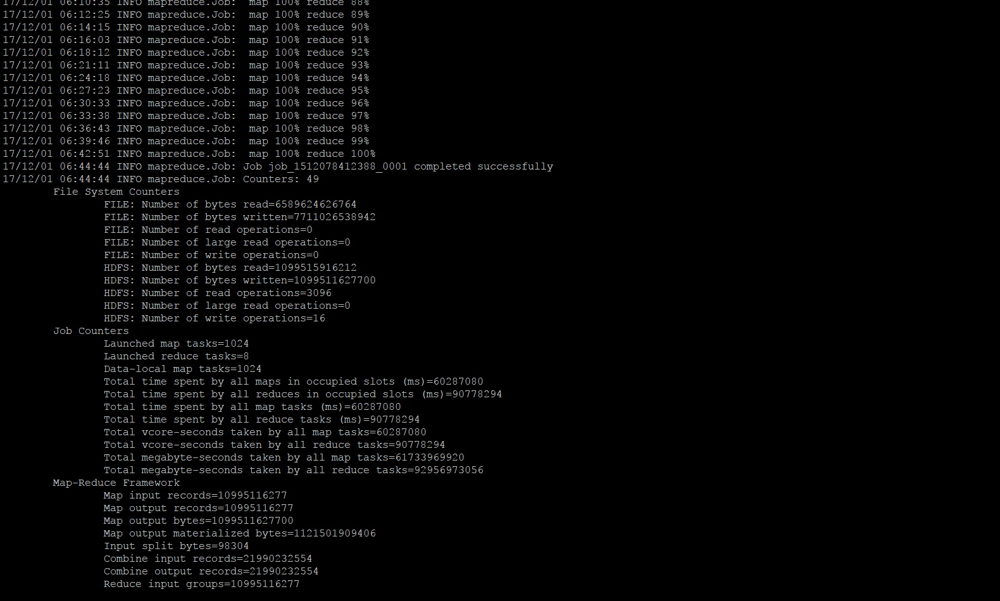 17/12/01 06:10:35 INFO mapreduce.Job:  map 100% reduce 88%
17/12/01 06:12:25 INFO mapreduce.Job:  map 100% reduce 89%
17/12/01 06:14:15 INFO mapreduce.Job:  map 100% reduce 90%
17/12/01 06:16:03 INFO mapreduce.Job:  map 100% reduce 91%
17/12/01 06:18:12 INFO mapreduce.Job:  map 100% reduce 92%
17/12/01 06:21:11 INFO mapreduce.Job:  map 100% reduce 93%
17/12/01 06:24:18 INFO mapreduce.Job:  map 100% reduce 94%
17/12/01 06:27:23 INFO mapreduce.Job:  map 100% reduce 95%
17/12/01 06:30:33 INFO mapreduce.Job:  map 100% reduce 96%
17/12/01 06:33:38 INFO mapreduce.Job:  map 100% reduce 97%
17/12/01 06:36:43 INFO mapreduce.Job:  map 100% reduce 98%
17/12/01 06:39:46 INFO mapreduce.Job:  map 100% reduce 99%
17/12/01 06:42:51 INFO mapreduce.Job:  map 100% reduce 100%
17/12/01 06:44:44 INFO mapreduce.Job: Job job_1512078412388_0001 completed successfully
17/12/01 06:44:44 INFO mapreduce.Job: Counters: 49
File System Counters
FILE: Number of bytes read=6589624626764
FILE: Number of bytes written=7711026538942
FILE: Number of read operations=0
FILE: Number of large read operations=0
FILE: Number of write operations=0
HDFS: Number of bytes read=1099515916212
HDFS: Number of bytes written=1099511627700
HDFS: Number of read operations=3096
HDFS: Number of large read operations=0
HDFS: Number of write operations=16
Job Counters
Launched map tasks=1024
Launched reduce tasks=8
Data-local map tasks=1024
Total time spent by all maps in occupied slots (ms)=60287080
Total time spent by all reduces in occupied slots (ms)=90778294
Total time spent by all map tasks (ms)=60287080
Total time spent by all reduce tasks (ms)=90778294
Total vcore-seconds taken by all map tasks=60287080
Total vcore-seconds taken by all reduce tasks=90778294
Total megabyte-seconds taken by all map tasks=61733969920
Total megabyte-seconds taken by all reduce tasks=92956973056
Map-Reduce Framework
Map input records=10995116277
Map output records=10995116277
Map output bytes=1099511627700
Map output materialized bytes=1121501909406
Input split bytes=98304
Combine input records=21990232554
Combine output records=21990232554
Reduce input groups=10995116277